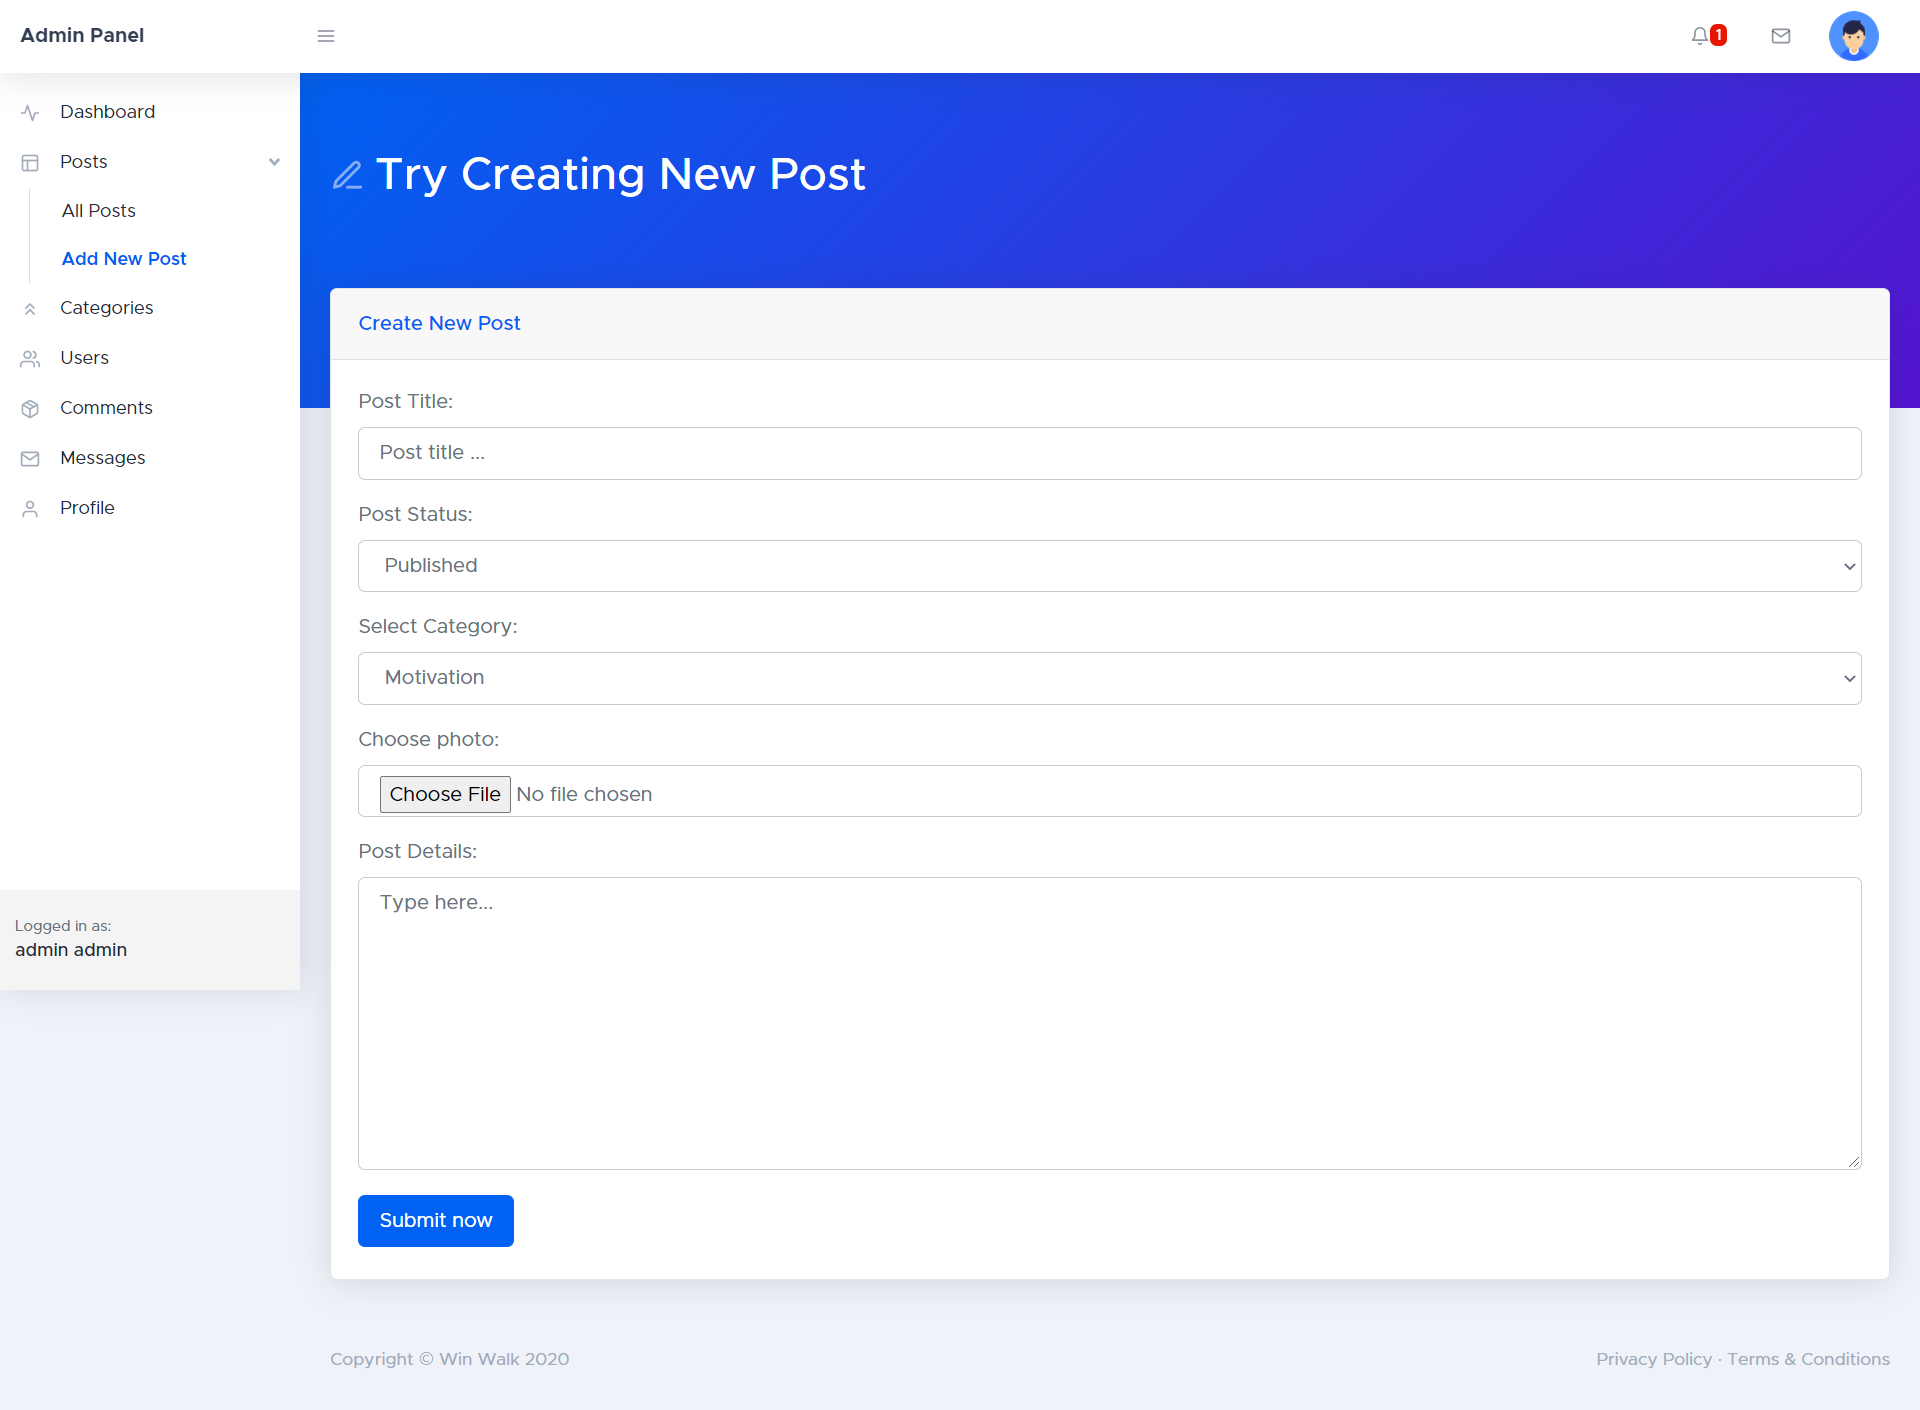 Admin Panel
1
Dashboard
Posts
All Posts
Add New Post
Categories
Users
Comments
Messages
Profile
Logged in as:
admin admin
Try Creating New Post
Create New Post
Post Title:
Post title ...
Post Status:
Published
Select Category:
Motivation
Choose photo:
Choose File No file chosen
Post Details:
Type here...
Submit now
Copyright © Win Walk 2020
Privacy Policy · Terms & Conditions